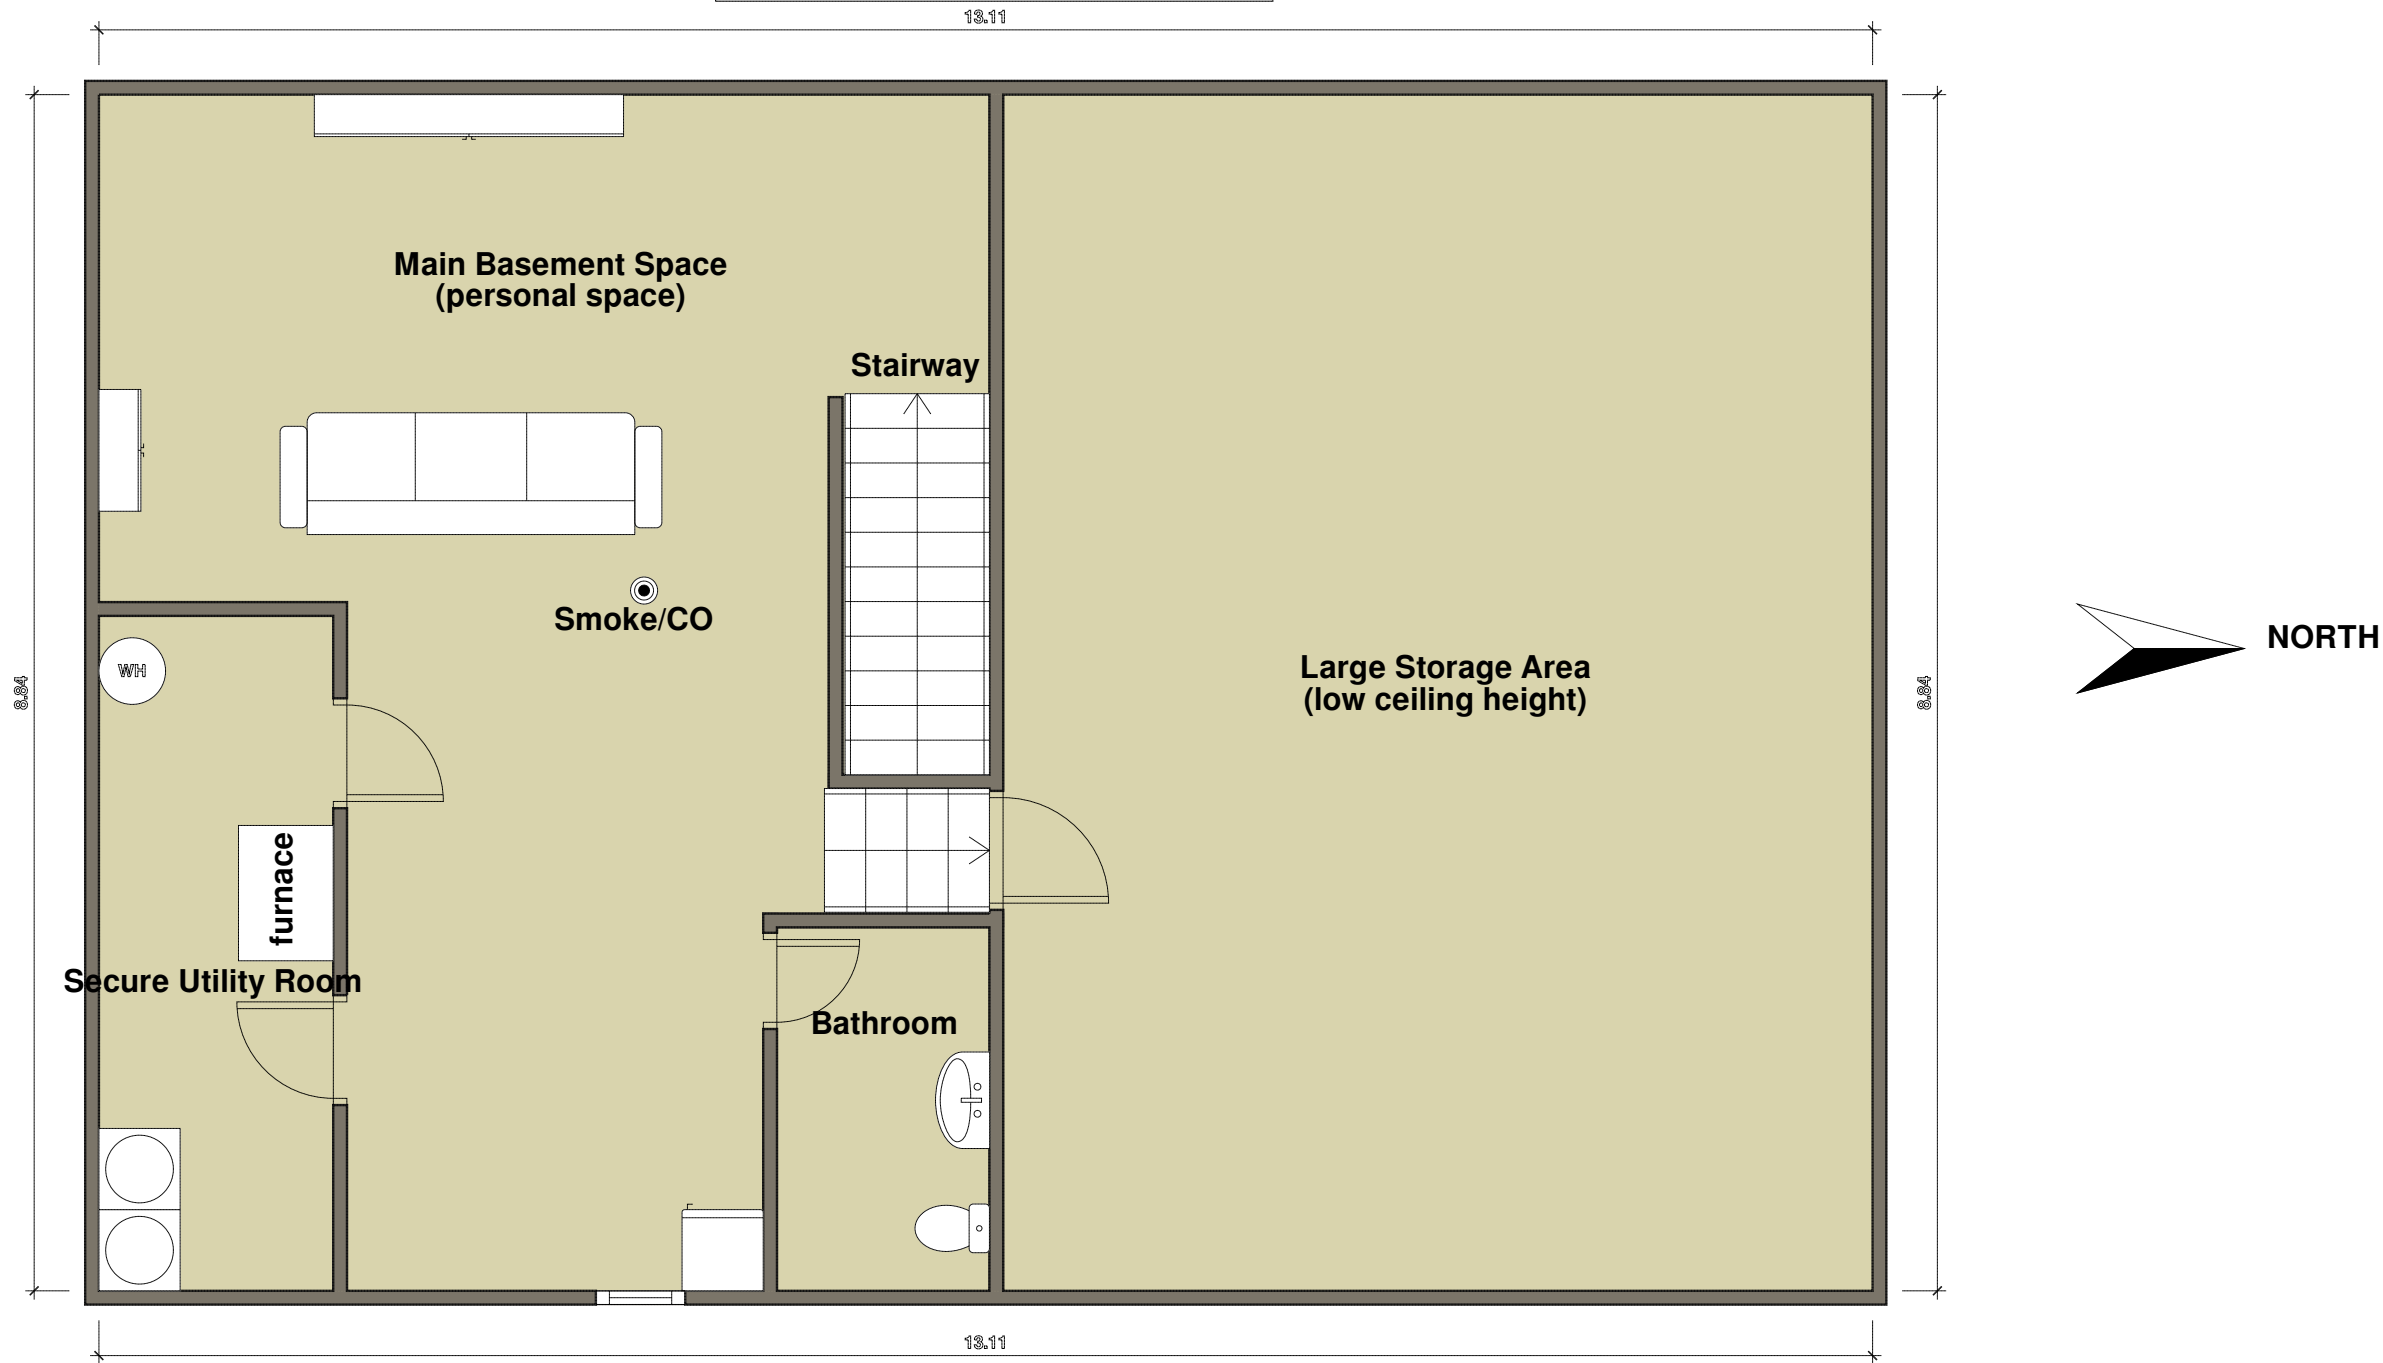 13.11
Main Basement Space
(personal space)
Stairway
Smoke/CO
WH
8.84
Large Storage Area
(low ceiling height)
8.84
NORTH
furnace
Secure Utility Room
Bathroom
13.11